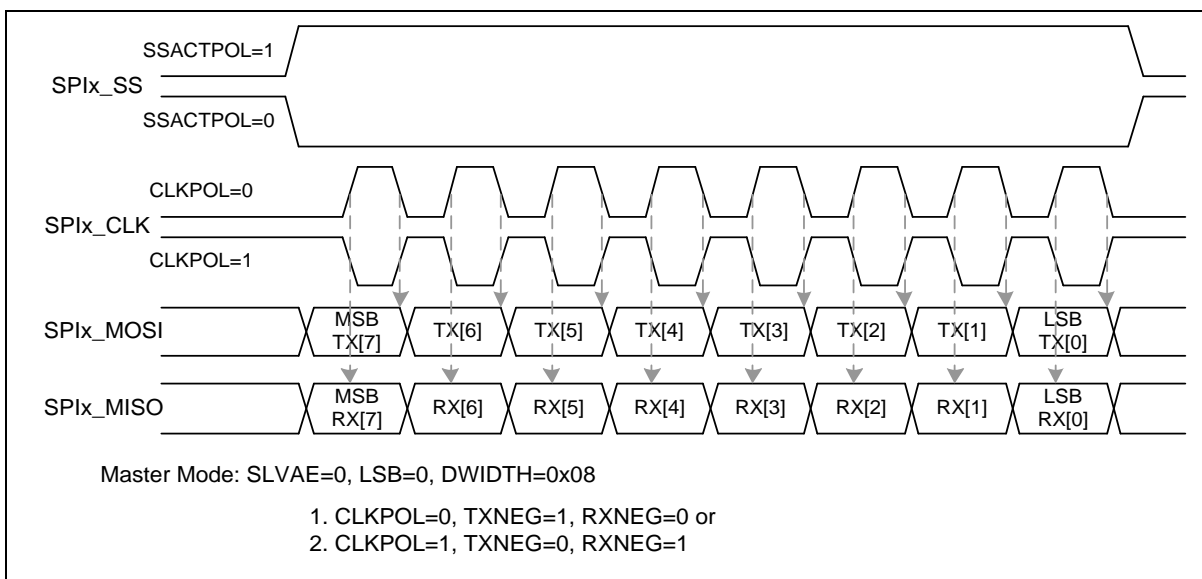 SSACTPOL=1
SPIx_SS
SSACTPOL=0
CLKPOL=0
SPIx_CLK
CLKPOL=1
SPIx_MOSI
MSB
TX[7]
TX[6]
TX[5]
TX[4]
TX[3]
TX[2]
TX[1]
LSB
TX[0]
SPIx_MISO
MSB
RX[7]
RX[6]
RX[5]
RX[4]
RX[3]
RX[2]
RX[1]
LSB
RX[0]
Master Mode: SLVAE=0, LSB=0, DWIDTH=0x08
1. CLKPOL=0, TXNEG=1, RXNEG=0 or
2. CLKPOL=1, TXNEG=0, RXNEG=1